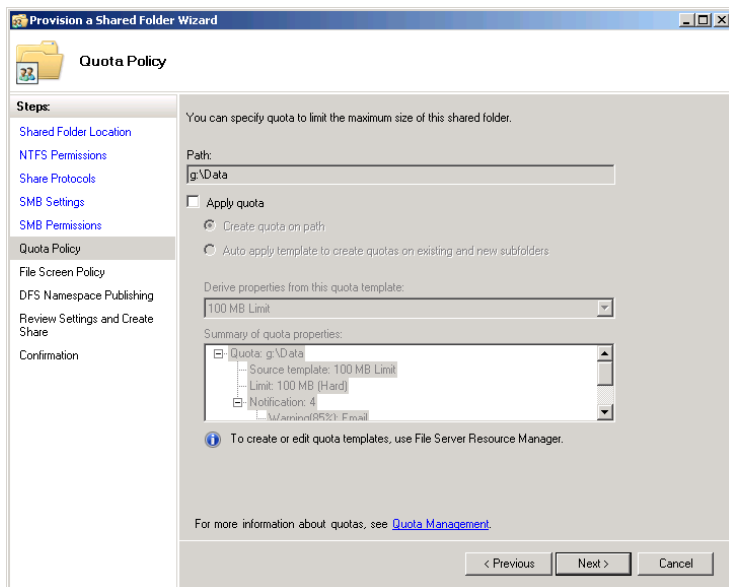 Provision a Shared Folder Wizard
Quota Policy
Steps:
Shared Folder Location
NTFS Permissions
Share Protocols
SMB Settings
SMB Permissions
Quota Policy
File Screen Policy
DFS Namespace Publishing
Review Settings and Create
Share
Confirmation
You can specify quota to limit the maximum size of this shared folder.
Path:
g:\Data
Apply quota
Create quota on path
Auto apply template to create quotas on existing and new subfolders
Derive properties from this quota template:
100 MB Limit
Summary of quota properties:
Quota: g:\Data
Source template: 100 MB Limit
Limit: 100 MB (Hard)
Notification: 4
Warning(85%): Email
To create or edit quota templates, use File Server Resource Manager.
For more information about quotas, see Quota Management.
< Previous
Next >
Cancel